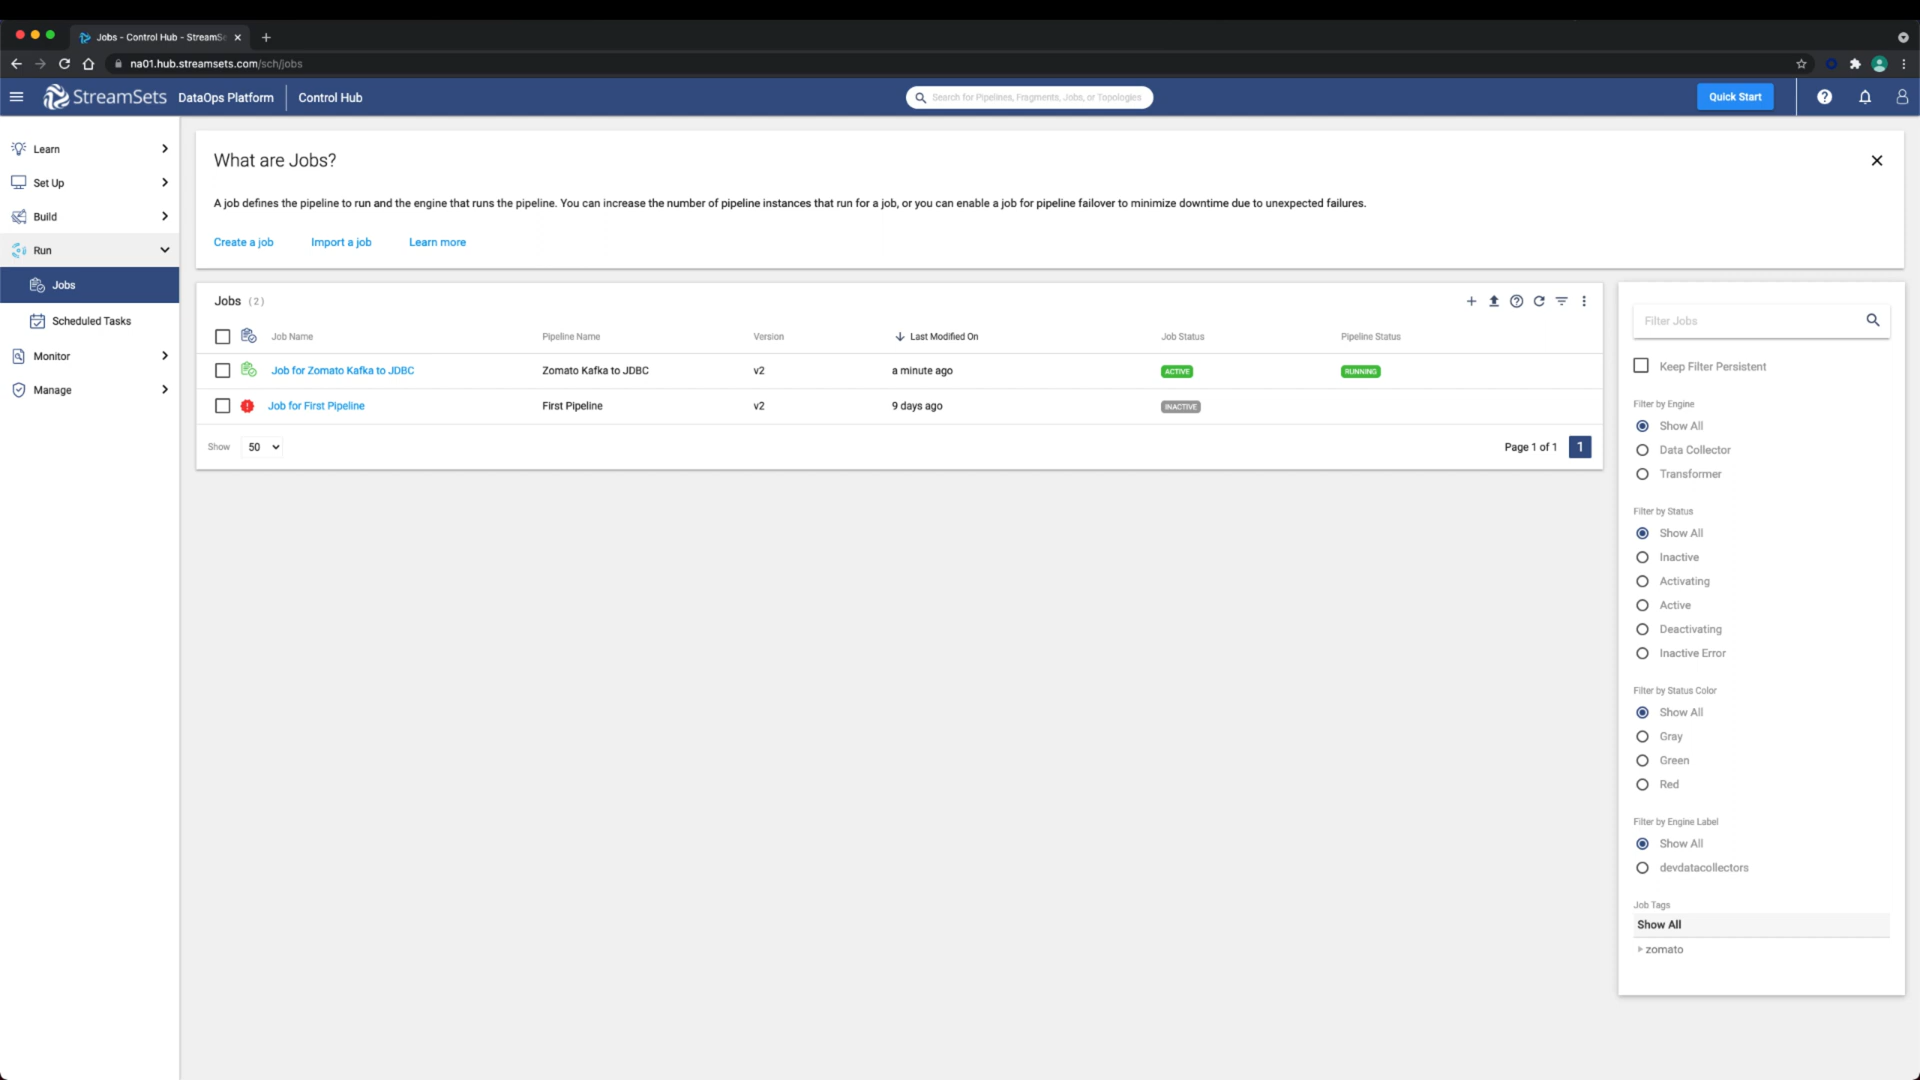 Jobs - Control Hub - StreamSe
na01.hub.streamsets.com/sch/jobs
StreamSets DataOps Platform Control Hub
Search for Pipelines, Fragments, Jobs, or Topologies
Quick Start
Learn
Set Up
Build
Run
Jobs
Scheduled Tasks
Monitor
Manage
What are Jobs?
A job defines the pipeline to run and the engine that runs the pipeline. You can increase the number of pipeline instances that run for a job, or you can enable a job for pipeline failover to minimize downtime due to unexpected failures.
Create a job Import a job Learn more
Jobs (2)
Job Name Pipeline Name Version Last Modified On Job Status Pipeline Status
Job for Zomato Kafka to JDBC Zomato Kafka to JDBC v2 a minute ago ACTIVE RUNNING
Job for First Pipeline First Pipeline v2 9 days ago INACTIVE
Show 50 Page 1 of 1 1
Filter Jobs
Keep Filter Persistent
Filter by Engine
Show All
Data Collector
Transformer
Filter by Status
Show All
Inactive
Activating
Active
Deactivating
Inactive Error
Filter by Status Color
Show All
Gray
Green
Red
Filter by Engine Label
Show All
devdatacollectors
Job Tags
Show All
zomato